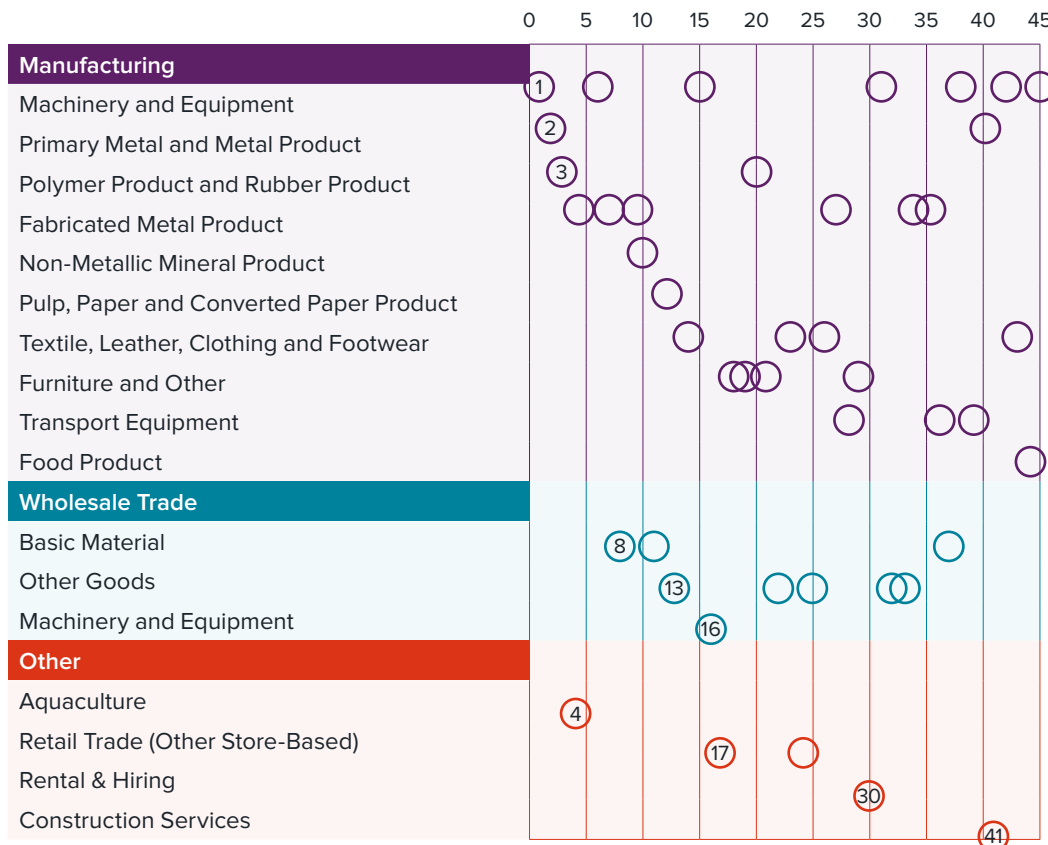 0 5 10 15 20 25 30 35 40 45
Manufacturing
1
Machinery and Equipment
2
Primary Metal and Metal Product
3
Polymer Product and Rubber Product
Fabricated Metal Product
Non-Metallic Mineral Product
Pulp, Paper and Converted Paper Product
Textile, Leather, Clothing and Footwear
Furniture and Other
Transport Equipment
Food Product
Wholesale Trade
Basic Material 8
Other Goods 13
Machinery and Equipment 16
Other
Aquaculture 4
Retail Trade (Other Store-Based) 17
Rental & Hiring 30
Construction Services 41